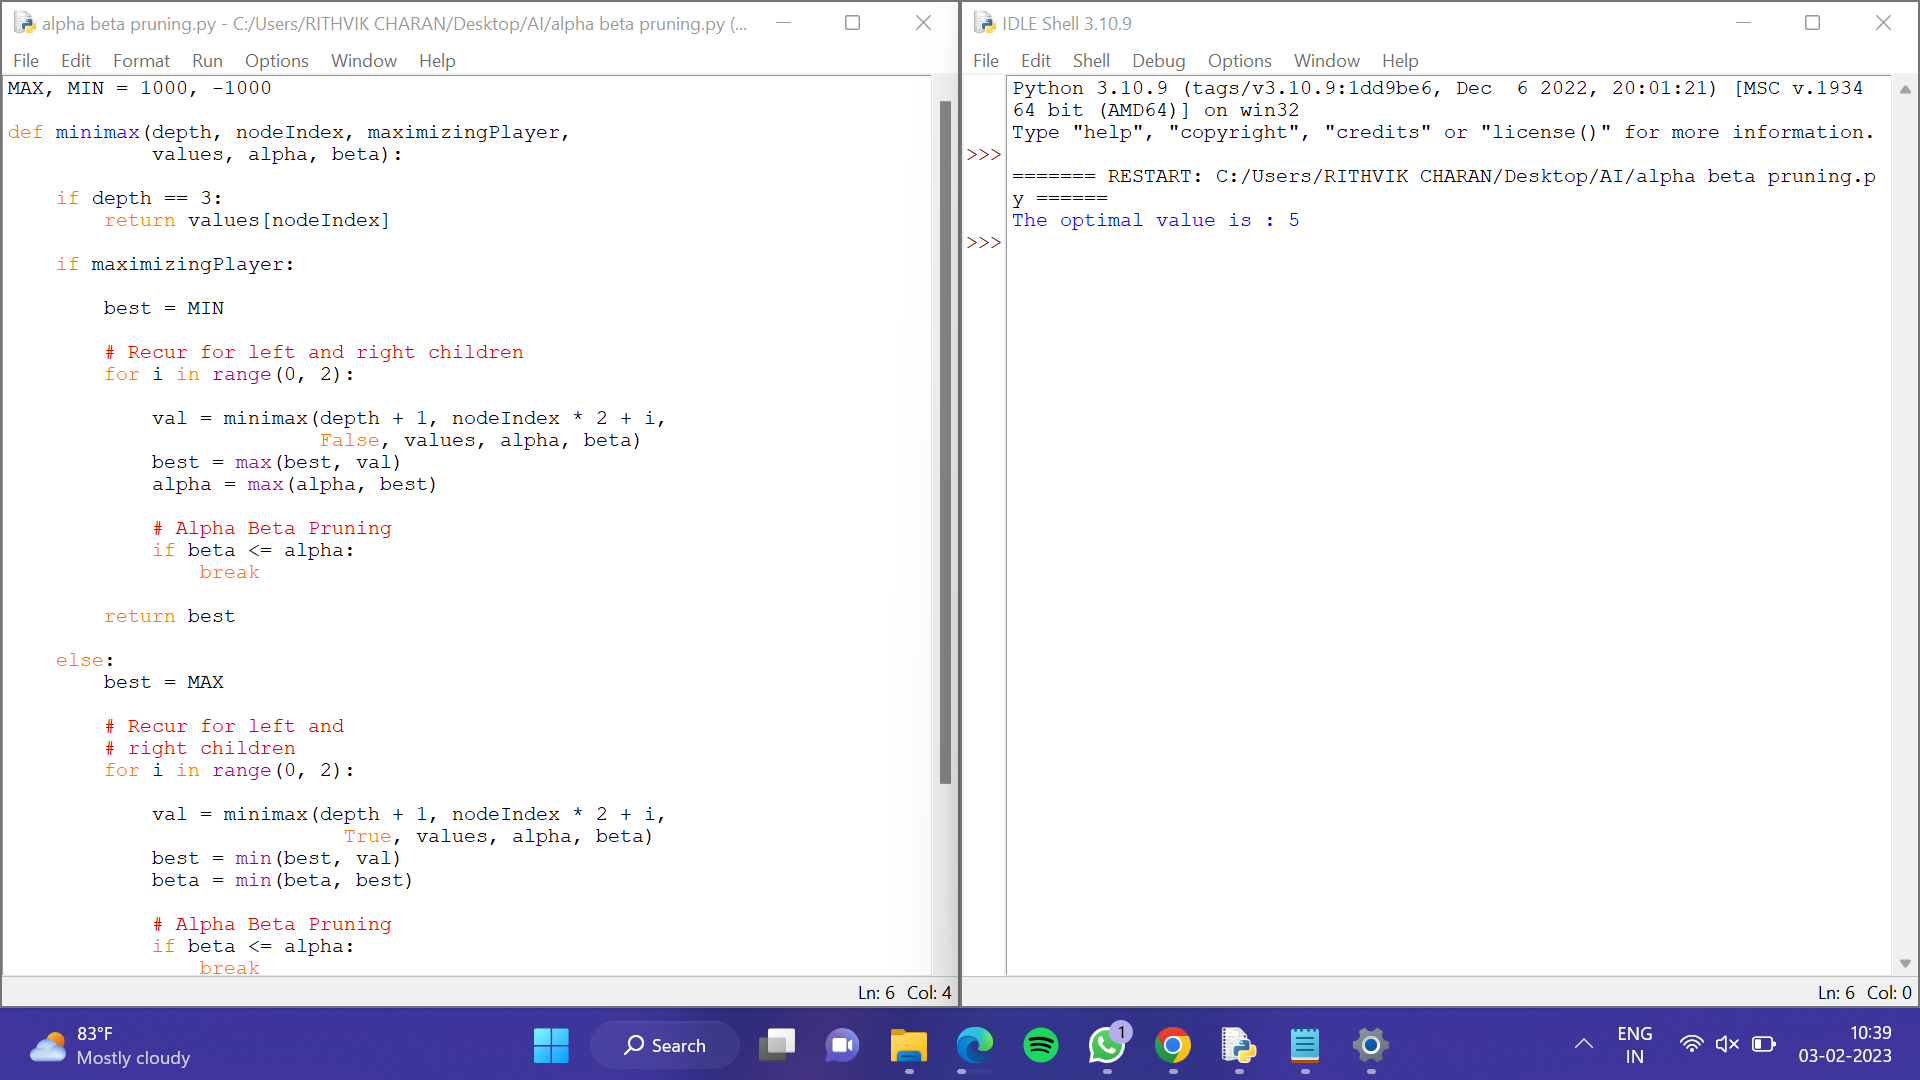 alpha beta pruning.py - C:/Users/RITHVIK CHARAN/Desktop/AI/alpha beta pruning.py (...
File Edit Format Run Options Window Help
MAX, MIN = 1000, -1000
def minimax(depth, nodeIndex, maximizingPlayer,
            values, alpha, beta):
    if depth == 3:
        return values[nodeIndex]
    if maximizingPlayer:
        best = MIN
        # Recur for left and right children
        for i in range(0, 2):
            val = minimax(depth + 1, nodeIndex * 2 + i,
                          False, values, alpha, beta)
            best = max(best, val)
            alpha = max(alpha, best)
            # Alpha Beta Pruning
            if beta <= alpha:
                break
        return best
    else:
        best = MAX
        # Recur for left and
        # right children
        for i in range(0, 2):
            val = minimax(depth + 1, nodeIndex * 2 + i,
                            True, values, alpha, beta)
            best = min(best, val)
            beta = min(beta, best)
            # Alpha Beta Pruning
            if beta <= alpha:
                break
Ln: 6 Col: 4
IDLE Shell 3.10.9
File Edit Shell Debug Options Window Help
Python 3.10.9 (tags/v3.10.9:1dd9be6, Dec  6 2022, 20:01:21) [MSC v.1934
64 bit (AMD64)] on win32
Type "help", "copyright", "credits" or "license()" for more information.
>>>
======= RESTART: C:/Users/RITHVIK CHARAN/Desktop/AI/alpha beta pruning.p
y ======
The optimal value is : 5
>>>
Ln: 6 Col: 0
83°F
Mostly cloudy
Search
1
ENG
IN
10:39
03-02-2023